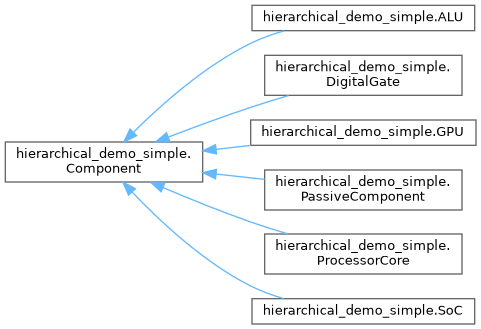 hierarchical_demo_simple.ALU
hierarchical_demo_simple.
DigitalGate
hierarchical_demo_simple.GPU
hierarchical_demo_simple.
Component
hierarchical_demo_simple.
PassiveComponent
hierarchical_demo_simple.
ProcessorCore
hierarchical_demo_simple.SoC